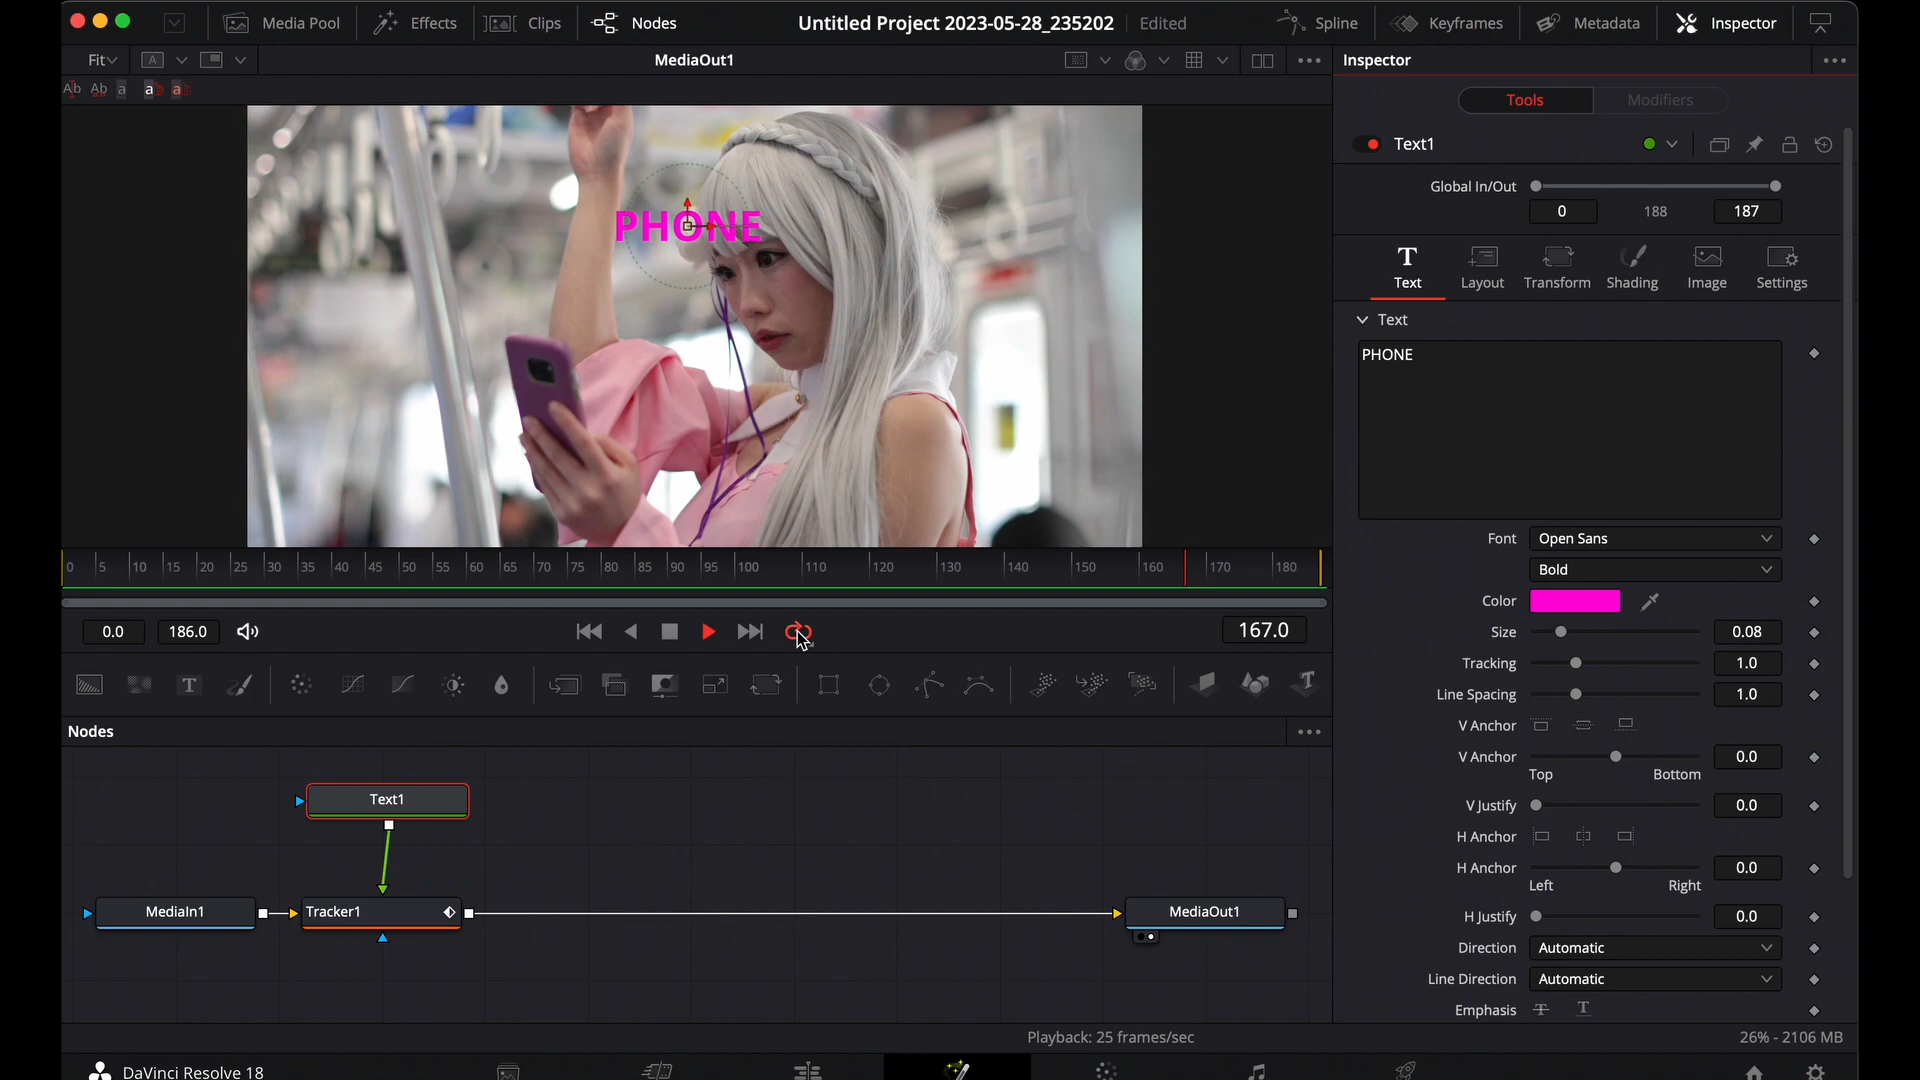 Media Pool
Effects
Clips
Nodes
Untitled Project 2023-05-28_235202
Edited
Spline
Keyframes
Metadata
Inspector
Fit
A
MediaOut1
Inspector
Ab Ab a ab ab
Tools
Modifiers
Text1
Global In/Out
0
188
187
Text
Layout
Transform
Shading
Image
Settings
PHONE
Text
PHONE
Font
Open Sans
Bold
Color
Size
0.08
Tracking
1.0
Line Spacing
1.0
V Anchor
V Anchor
0.0
Top
Bottom
V Justify
0.0
H Anchor
H Anchor
0.0
Left
Right
H Justify
0.0
Direction
Automatic
Line Direction
Automatic
Emphasis
T
T
0 5 10 15 20 25 30 35 40 45 50 55 60 65 70 75 80 85 90 95 100 110 120 130 140 150 160 170 180
0.0
186.0
167.0
T
T
Nodes
Text1
MediaIn1
Tracker1
MediaOut1
Playback: 25 frames/sec
26% - 2106 MB
DaVinci Resolve 18